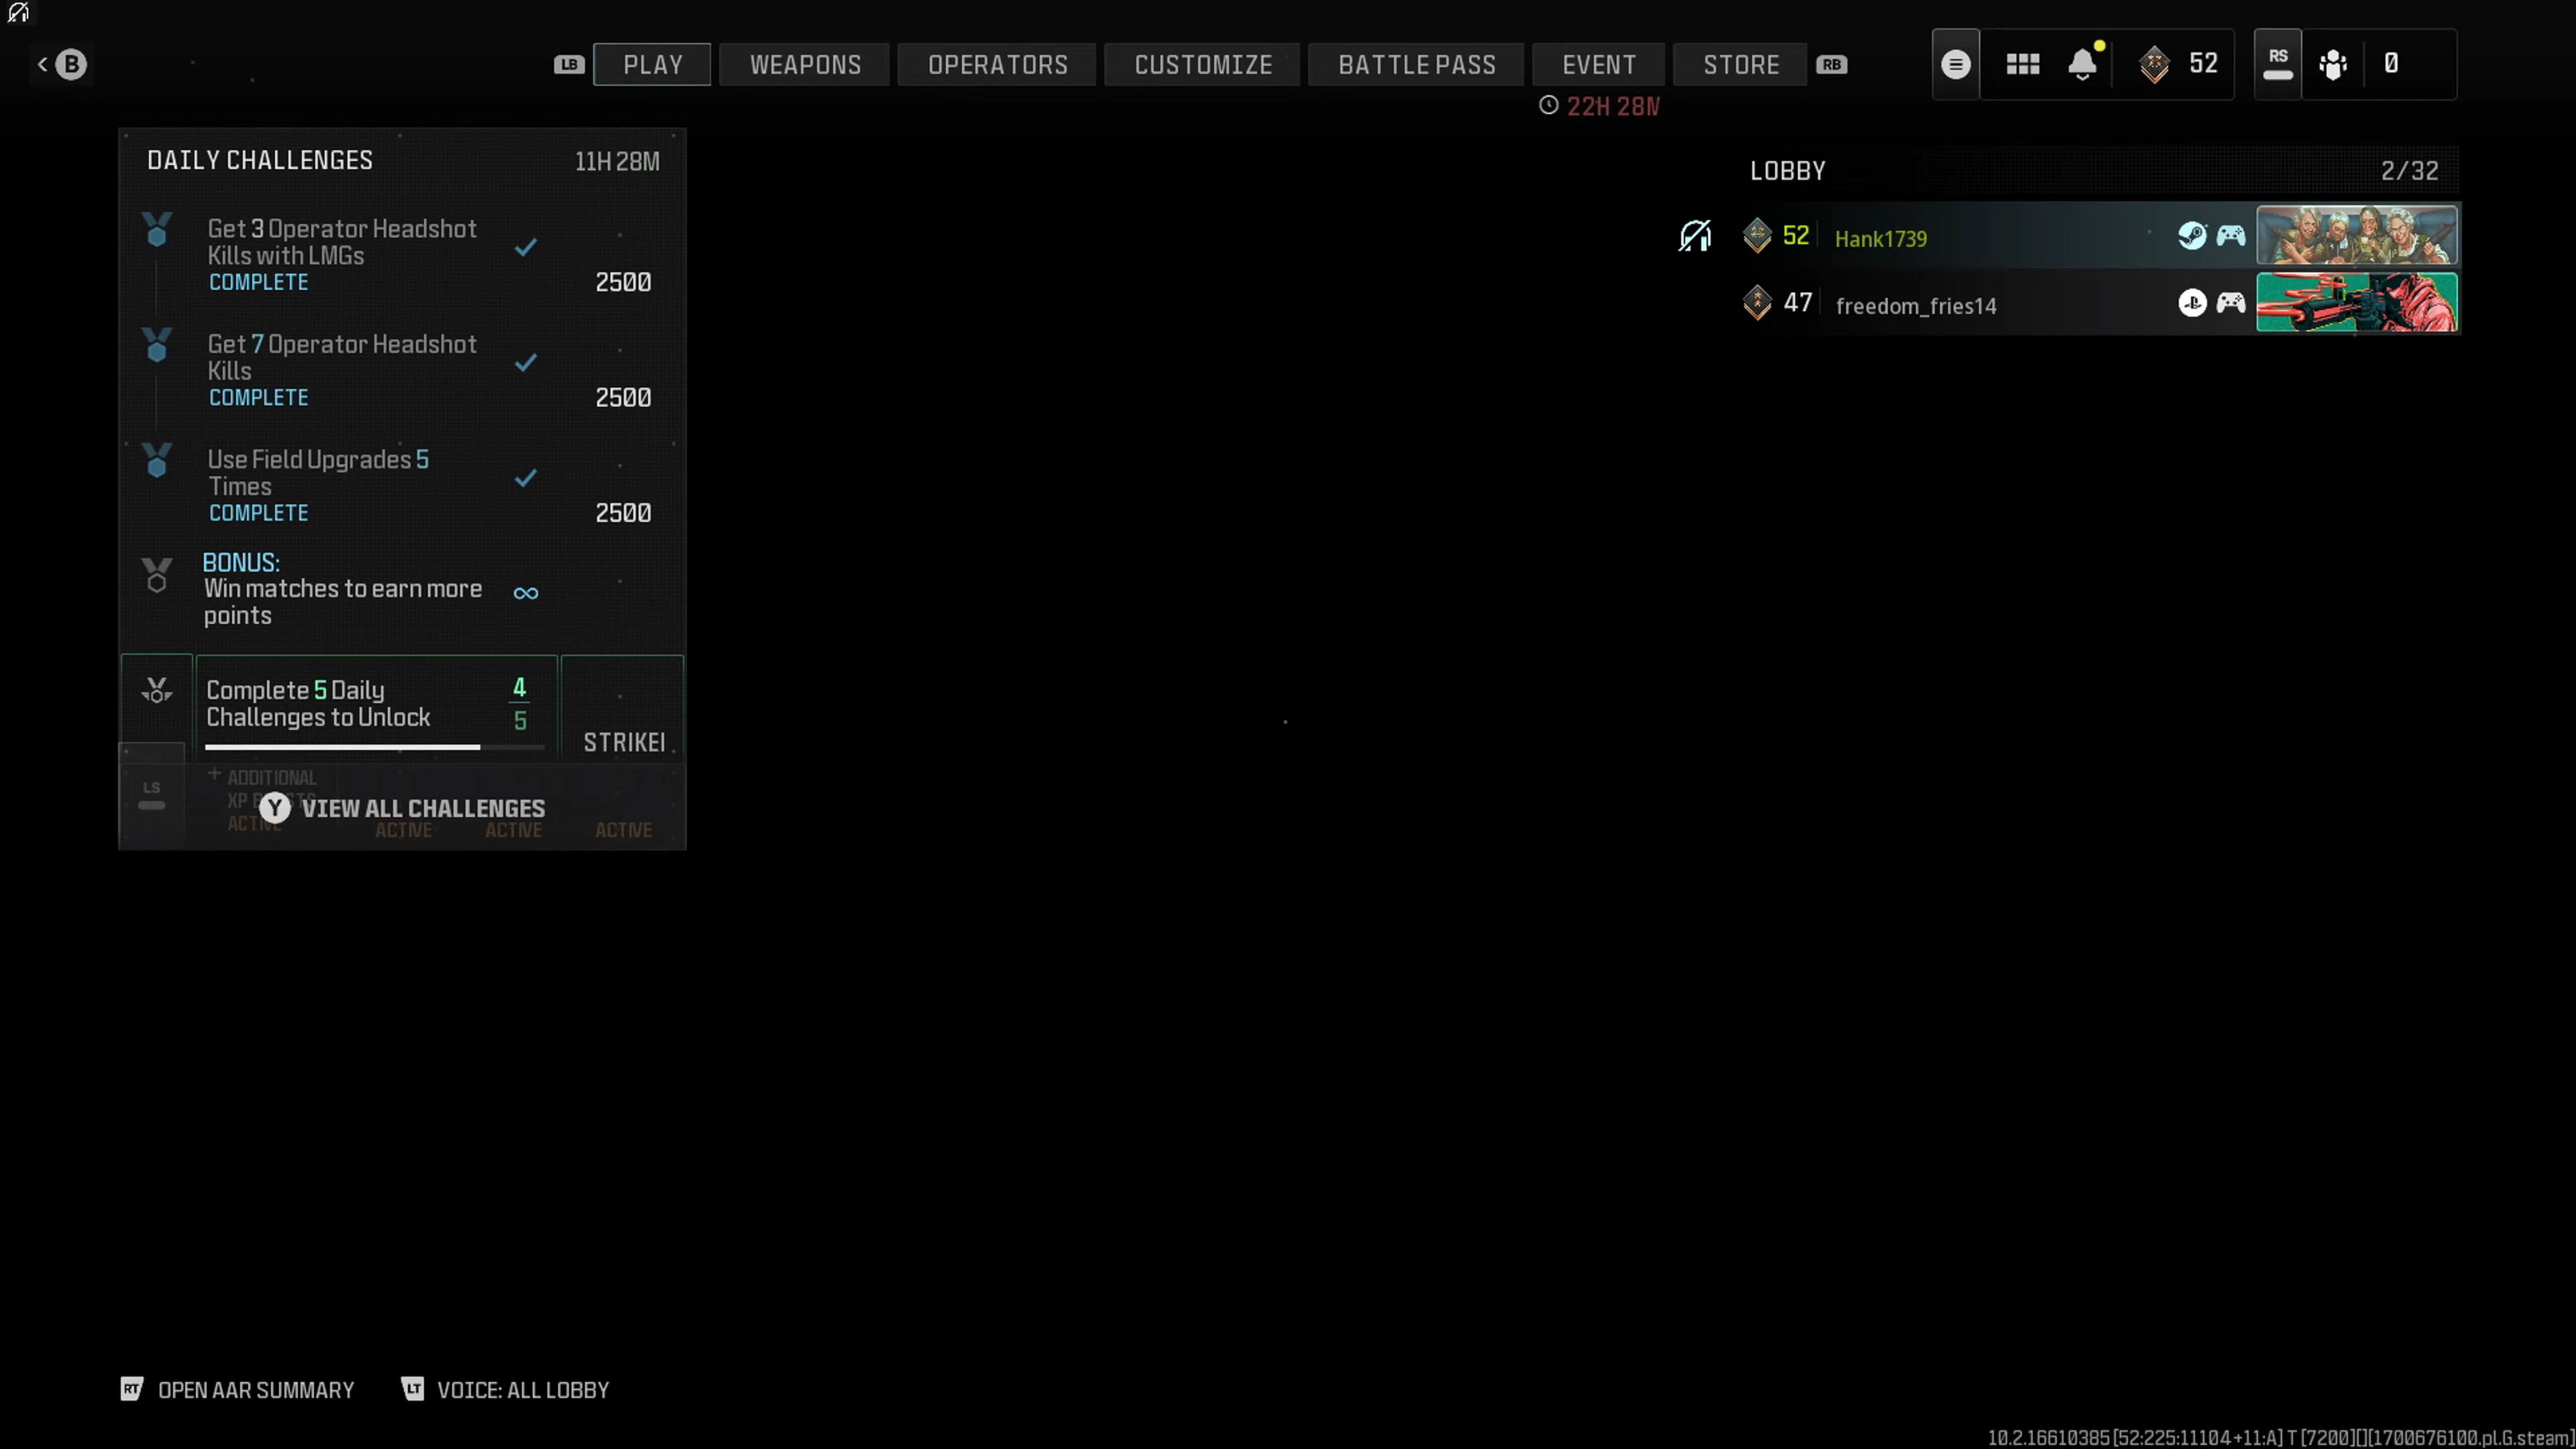 B
LB PLAY WEAPONS OPERATORS CUSTOMIZE BATTLE PASS EVENT STORE RB
52 RS 0
22H 28M
DAILY CHALLENGES 11H 28M
LOBBY 2/32
Get 3 Operator Headshot
Kills with LMGs
COMPLETE 2500
52 Hank1739
47 freedom_fries14
Get 7 Operator Headshot
Kills
COMPLETE 2500
Use Field Upgrades 5
Times
COMPLETE 2500
BONUS:
Win matches to earn more
points
∞
Complete 5 Daily
Challenges to Unlock
4
5
STRIKEI
+ ADDITIONAL
LS
Y VIEW ALL CHALLENGES
ACTIVE ACTIVE ACTIVE ACTIVE
RT OPEN AAR SUMMARY LT VOICE: ALL LOBBY
10.2.16610385 [52:225:11104+11:A] T [7200][][1700676100.pl.G.steam]